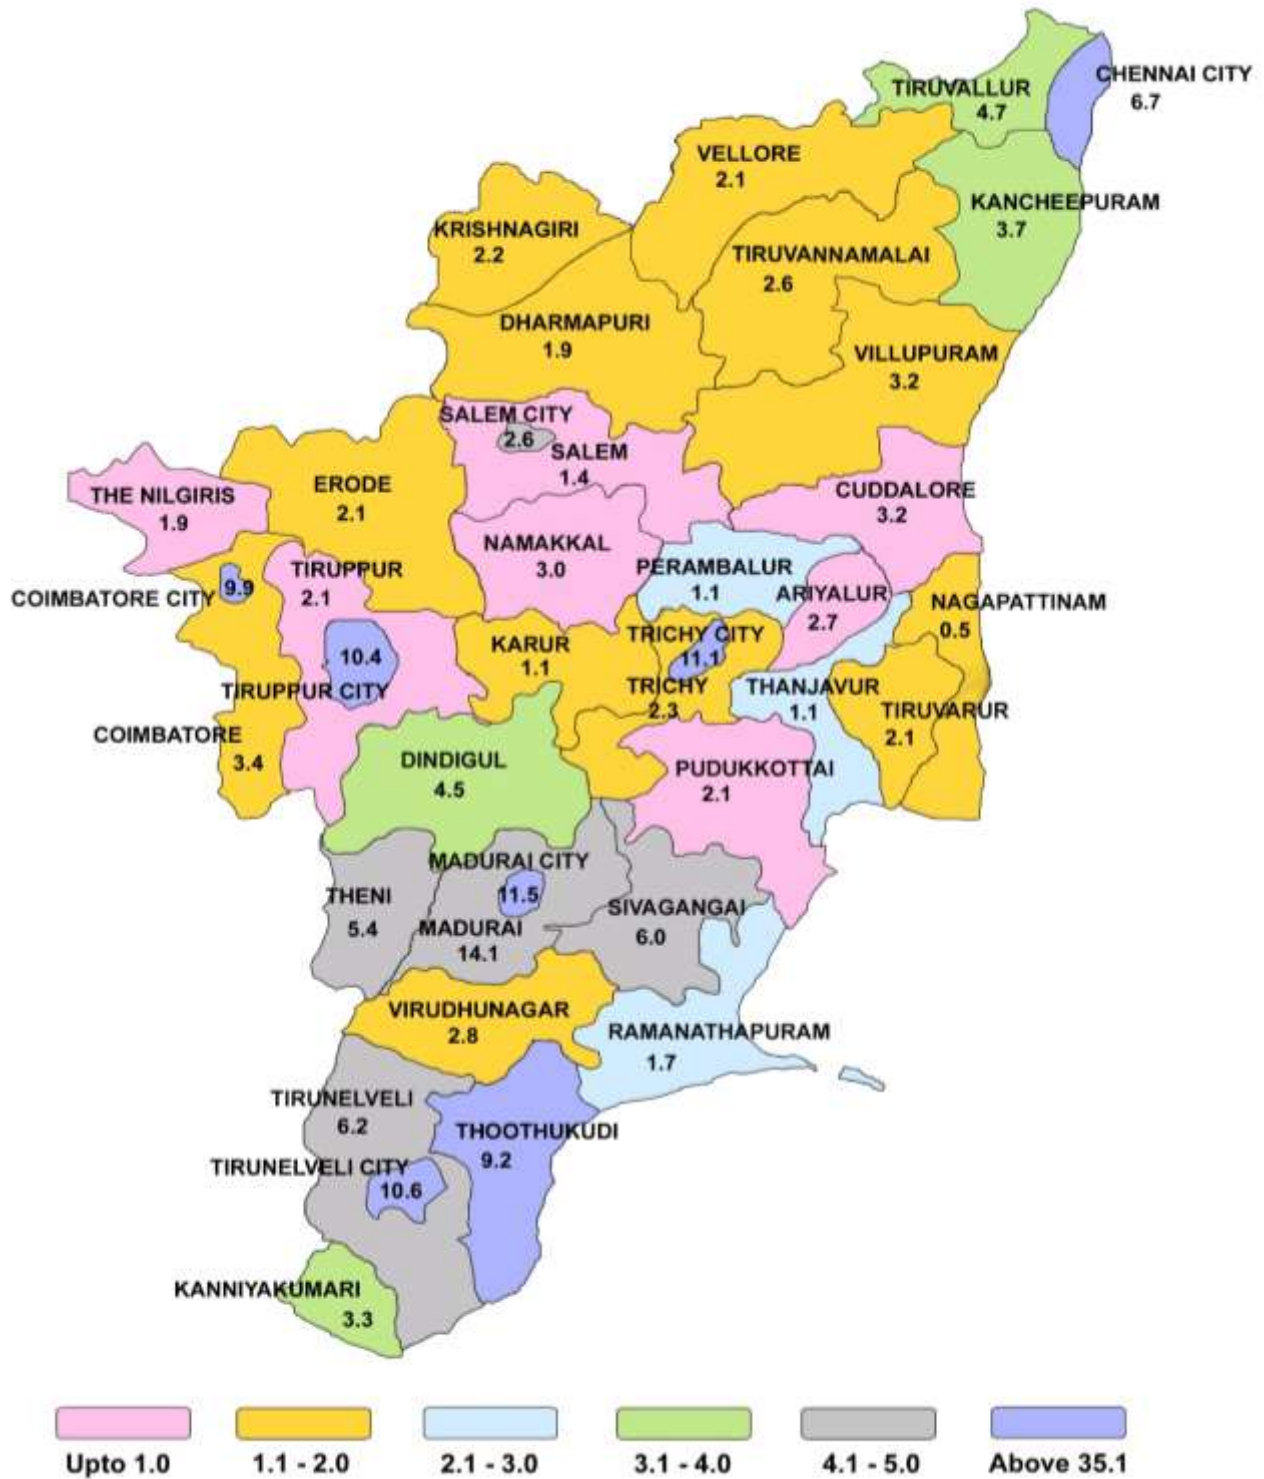 CHENNAI CITY
6.7
TIRUVALLUR
4.7
VELLORE
2.1
KANCHEEPURAM
3.7
KRISHNAGIRI
2.2
TIRUVANNAMALAI
2.6
DHARMAPURI
1.9
VILLUPURAM
3.2
SALEM CITY
2.6
SALEM
1.4
THE NILGIRIS
1.9
ERODE
2.1
CUDDALORE
3.2
NAMAKKAL
3.0
PERAMBALUR
1.1
ARIYALUR
2.7
TIRUPPUR
2.1
9.9
COIMBATORE CITY
NAGAPATTINAM
0.5
KARUR
1.1
TRICHY CITY
11.1
TRICHY
2.3
10.4
TIRUPPUR CITY
THANJAVUR
1.1
TIRUVARUR
2.1
COIMBATORE
3.4
DINDIGUL
4.5
PUDUKKOTTAI
2.1
MADURAI CITY
11.5
THENI
5.4
MADURAI
14.1
SIVAGANGAI
6.0
VIRUDHUNAGAR
2.8
RAMANATHAPURAM
1.7
TIRUNELVELI
6.2
THOOTHUKUDI
9.2
TIRUNELVELI CITY
10.6
KANNIYAKUMARI
3.3
Upto 1.0
1.1 - 2.0
2.1 - 3.0
3.1 - 4.0
4.1 - 5.0
Above 35.1